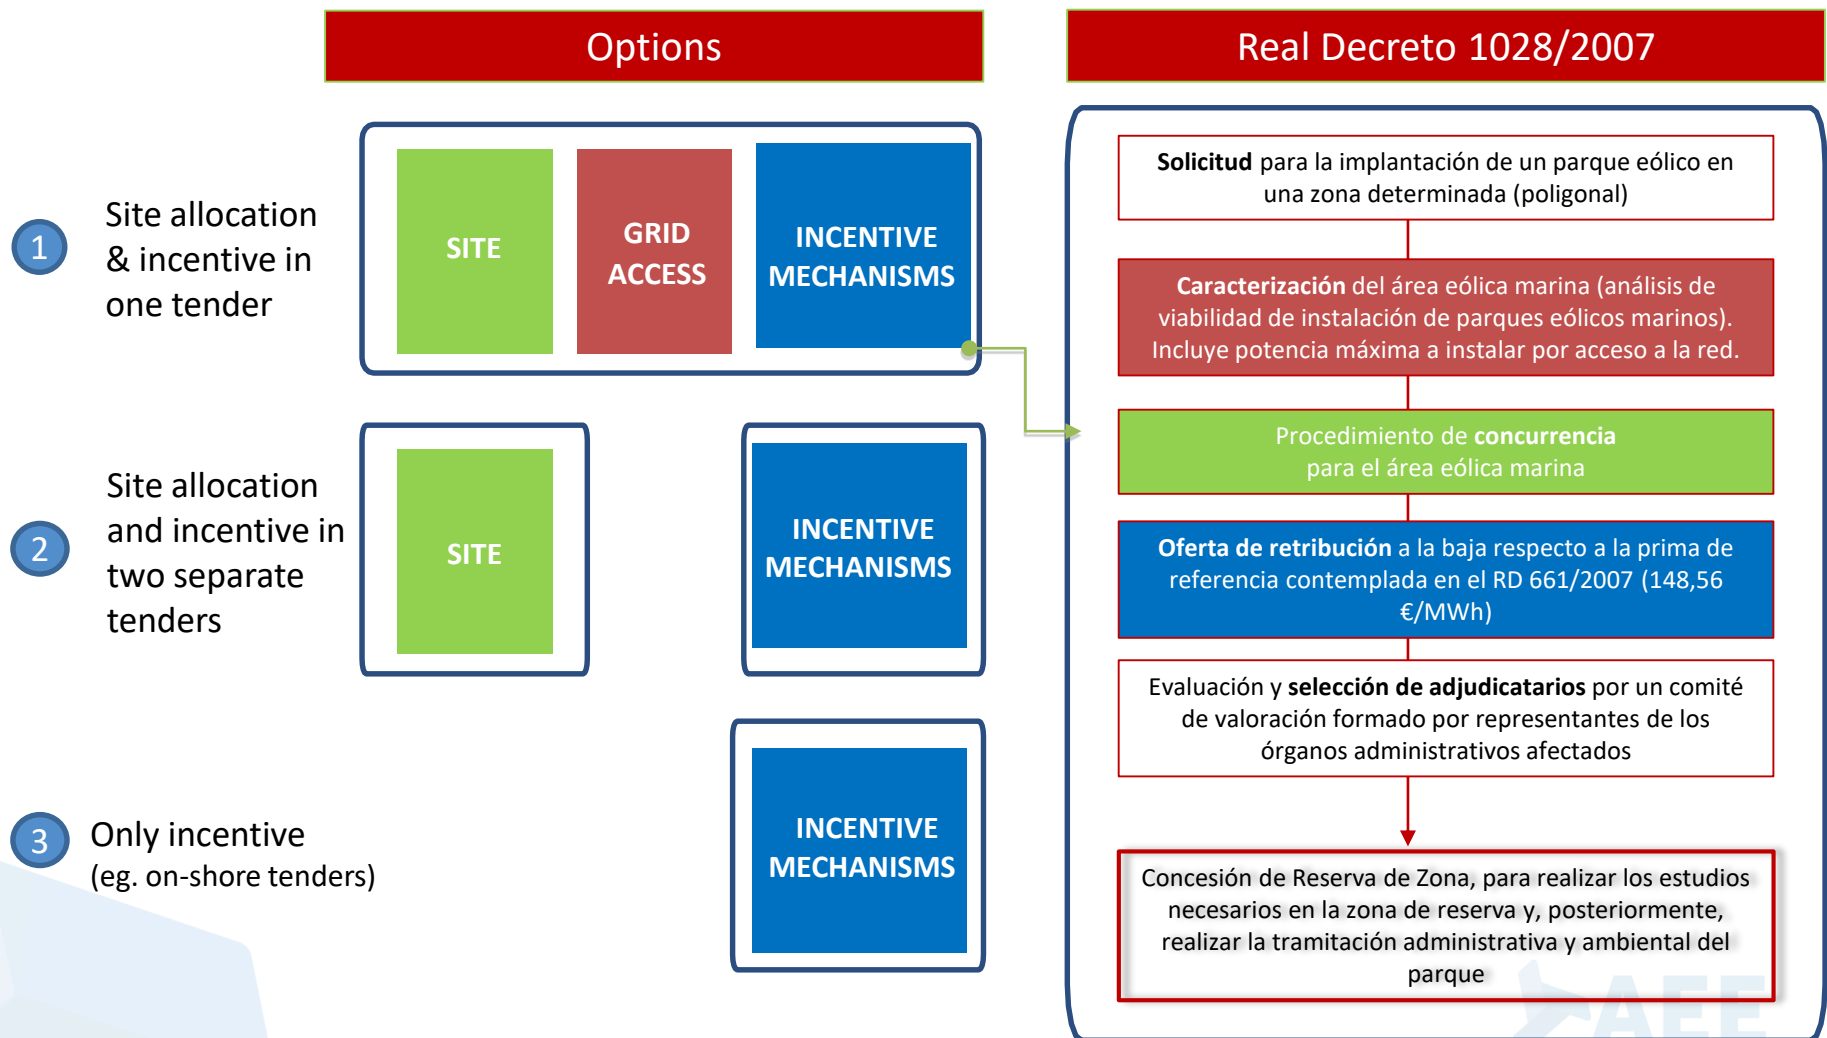 Options
1
Site allocation
& incentive in
one tender
SITE
GRID
ACCESS
INCENTIVE
MECHANISMS
2
Site allocation
and incentive in
two separate
tenders
SITE
INCENTIVE
MECHANISMS
3
Only incentive
(eg. on-shore tenders)
INCENTIVE
MECHANISMS
Real Decreto 1028/2007
Solicitud para la implantación de un parque eólico en
una zona determinada (poligonal)
Caracterización del área eólica marina (análisis de
viabilidad de instalación de parques eólicos marinos).
Incluye potencia máxima a instalar por acceso a la red.
Procedimiento de concurrencia
para el área eólica marina
Oferta de retribución a la baja respecto a la prima de
referencia contemplada en el RD 661/2007 (148,56
€/MWh)
Evaluación y selección de adjudicatarios por un comité
de valoración formado por representantes de los
órganos administrativos afectados
Concesión de Reserva de Zona, para realizar los estudios
necesarios en la zona de reserva y, posteriormente,
realizar la tramitación administrativa y ambiental del
parque
AEE